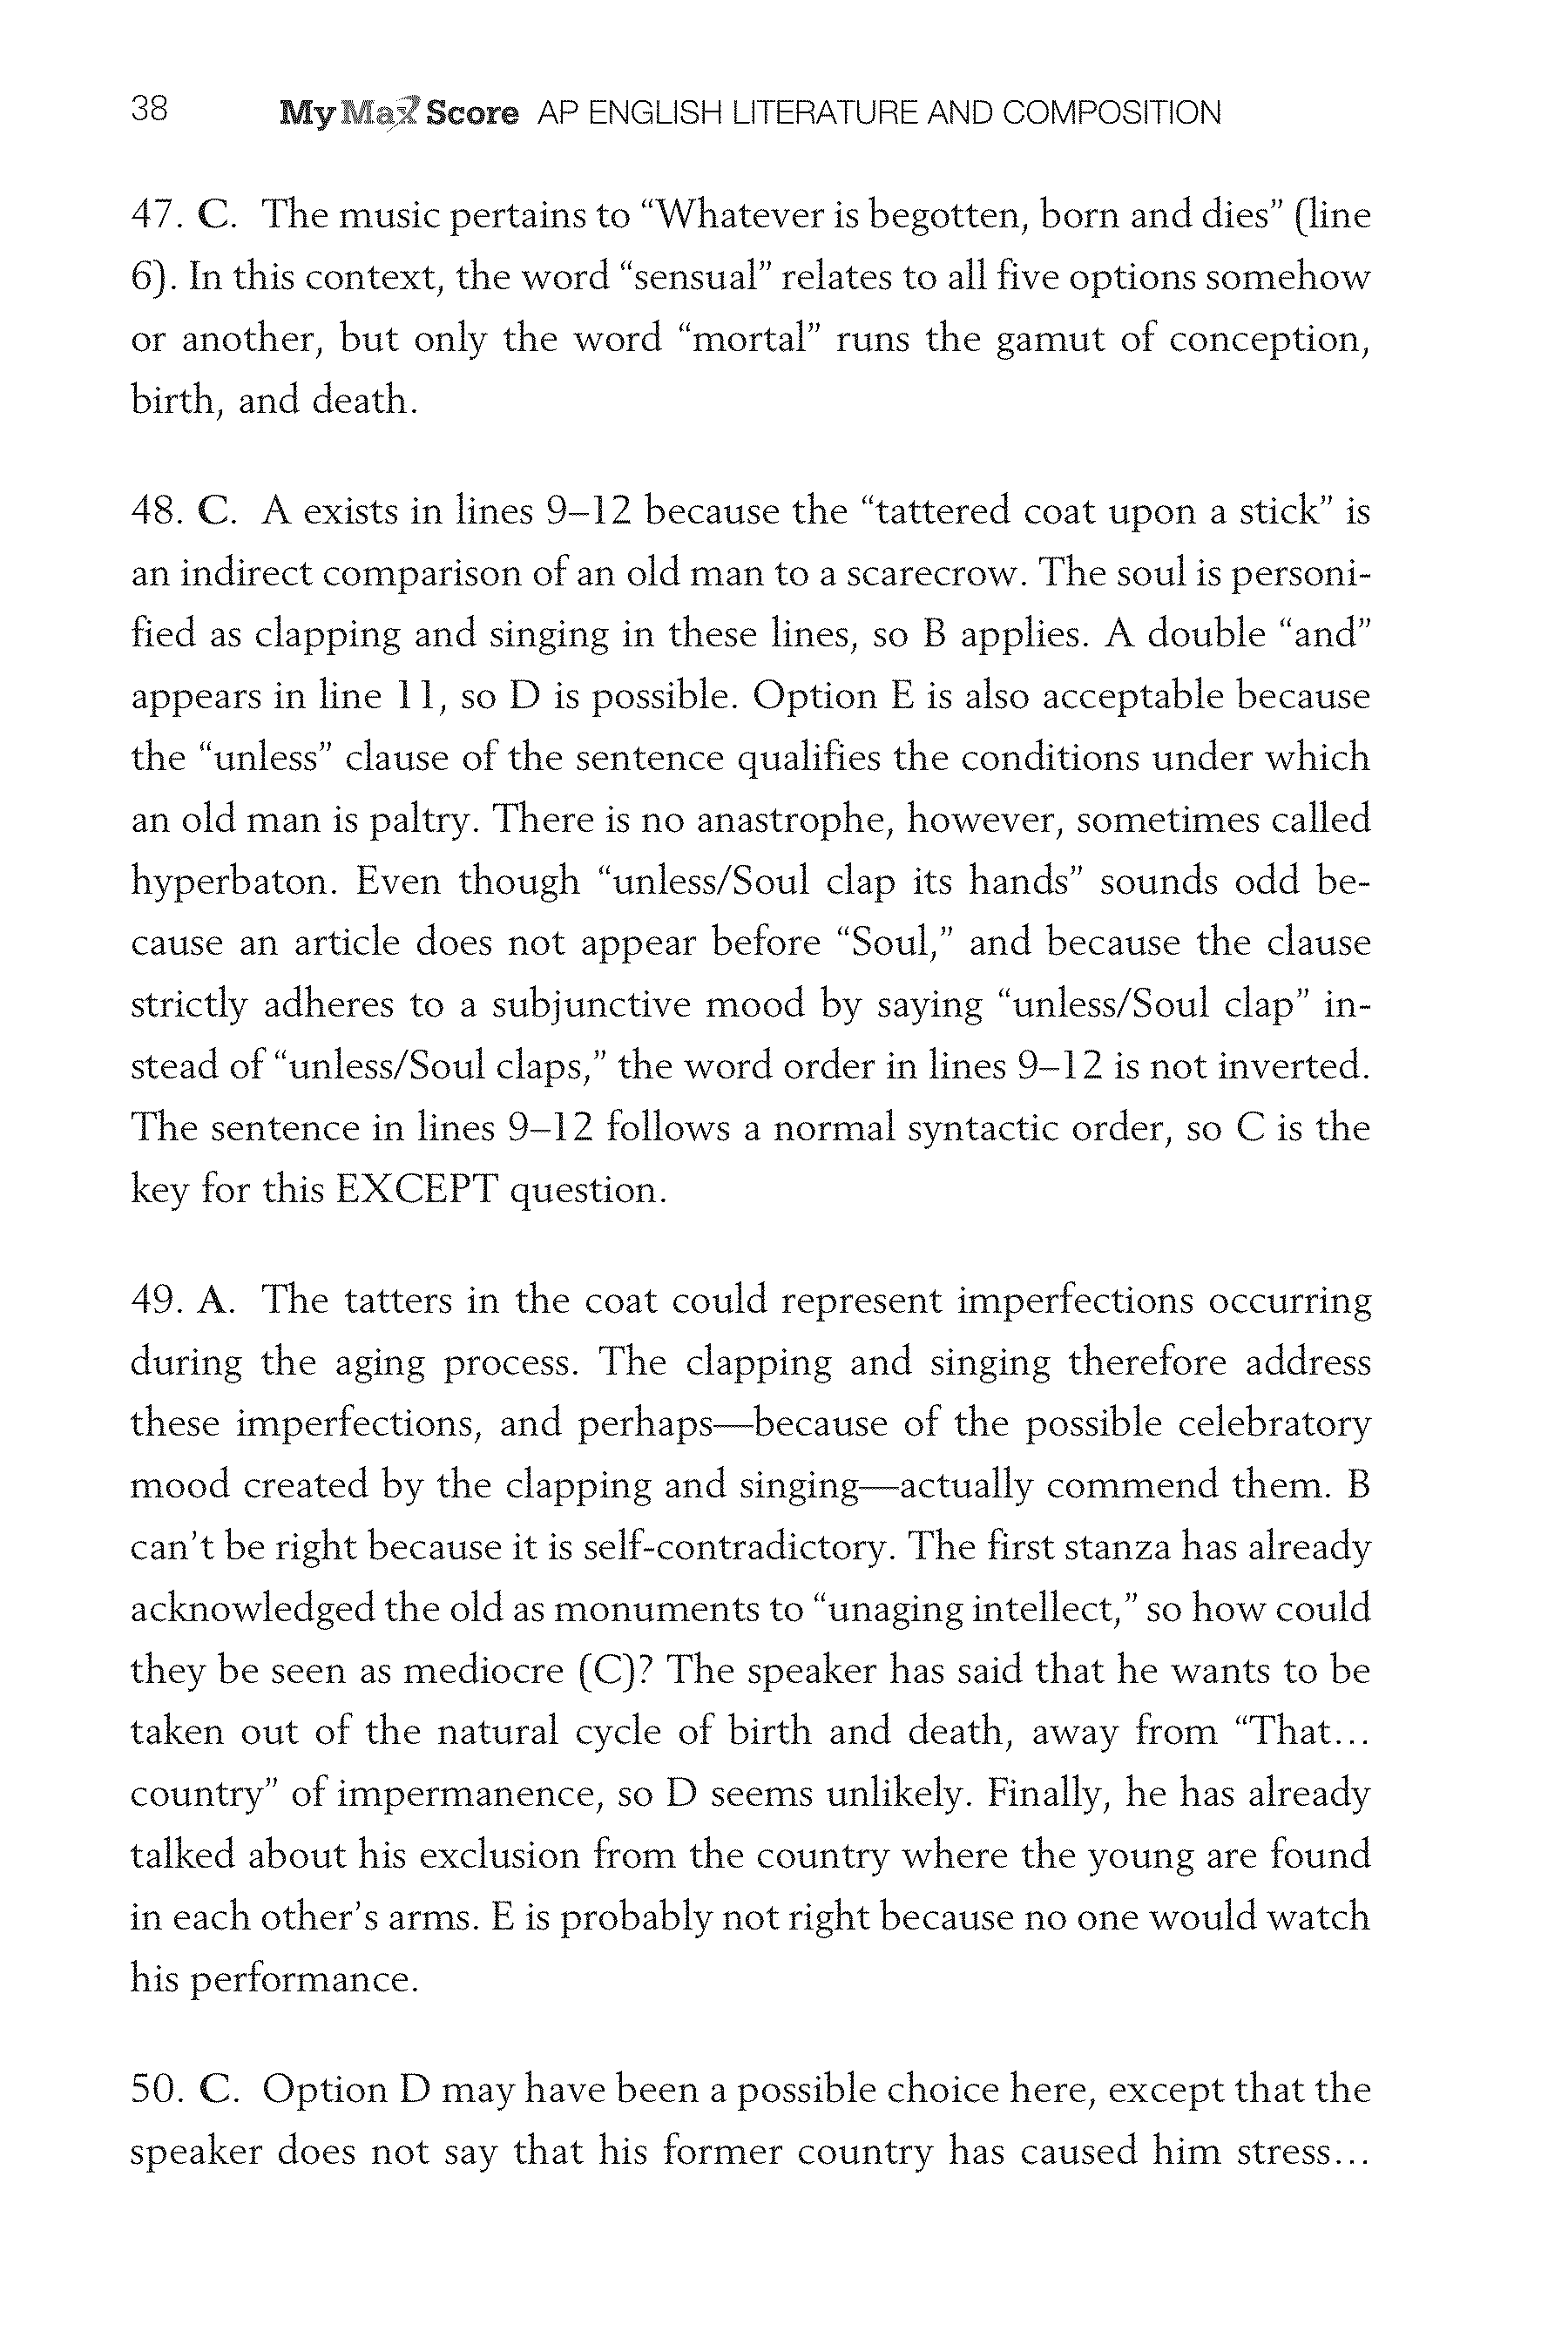 38 My Max Score AP ENGLISH LITERATURE AND COMPOSITION
47. C. The music pertains to “Whatever is begotten, born and dies” (line
6). In this context, the word “sensual” relates to all five options somehow
or another, but only the word “mortal” runs the gamut of conception,
birth, and death.
48. C. A exists in lines 9–12 because the “tattered coat upon a stick” is
an indirect comparison of an old man to a scarecrow. The soul is personi-
fied as clapping and singing in these lines, so B applies. A double “and”
appears in line 11, so D is possible. Option E is also acceptable because
the “unless” clause of the sentence qualifies the conditions under which
an old man is paltry. There is no anastrophe, however, sometimes called
hyperbaton. Even though “unless/Soul clap its hands” sounds odd be-
cause an article does not appear before “Soul,” and because the clause
strictly adheres to a subjunctive mood by saying “unless/Soul clap” in-
stead of “unless/Soul claps,” the word order in lines 9–12 is not inverted.
The sentence in lines 9–12 follows a normal syntactic order, so C is the
key for this EXCEPT question.
49. A. The tatters in the coat could represent imperfections occurring
during the aging process. The clapping and singing therefore address
these imperfections, and perhaps—because of the possible celebratory
mood created by the clapping and singing—actually commend them. B
can’t be right because it is self-contradictory. The first stanza has already
acknowledged the old as monuments to “unaging intellect,” so how could
they be seen as mediocre (C)? The speaker has said that he wants to be
taken out of the natural cycle of birth and death, away from “That…
country” of impermanence, so D seems unlikely. Finally, he has already
talked about his exclusion from the country where the young are found
in each other’s arms. E is probably not right because no one would watch
his performance.
50. C. Option D may have been a possible choice here, except that the
speaker does not say that his former country has caused him stress…